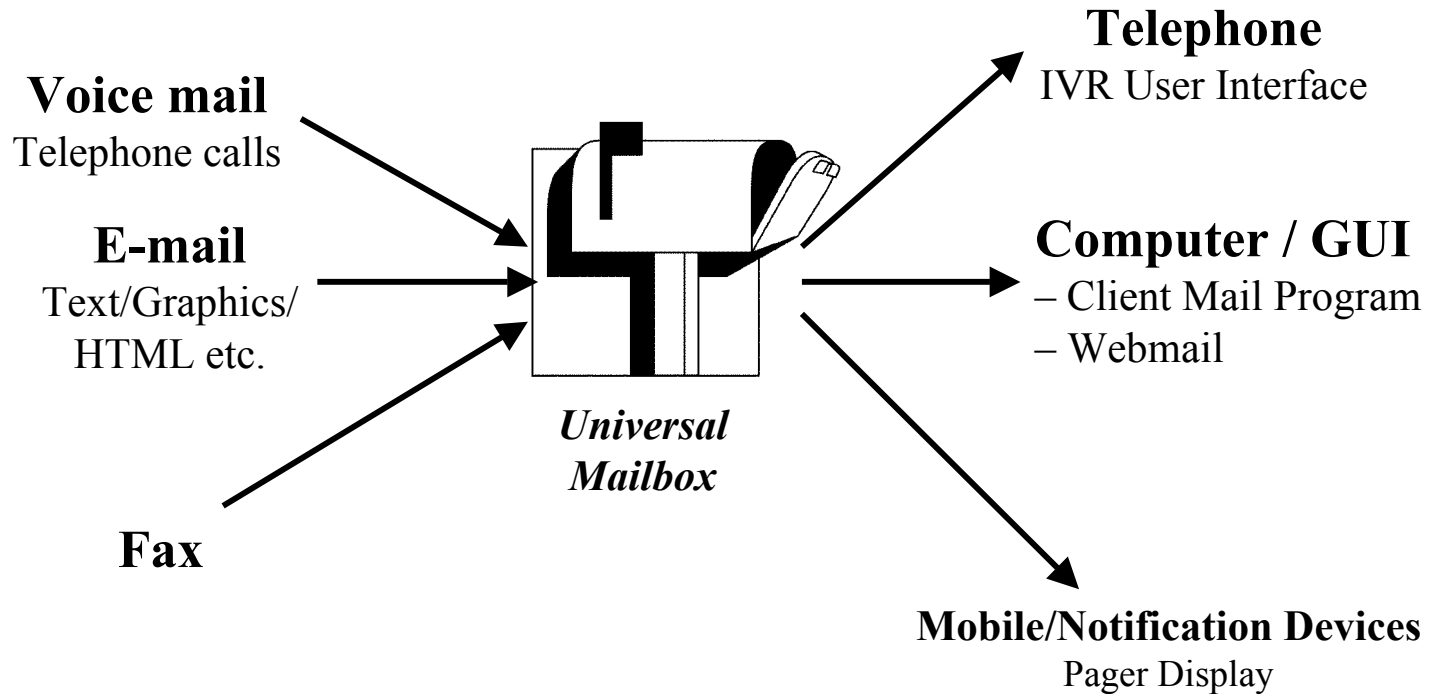 Voice mail
Telephone calls
E-mail
Text/Graphics/
HTML etc.
Fax
Universal
Mailbox
Telephone
IVR User Interface
Computer / GUI
– Client Mail Program
– Webmail
Mobile/Notification Devices
Pager Display